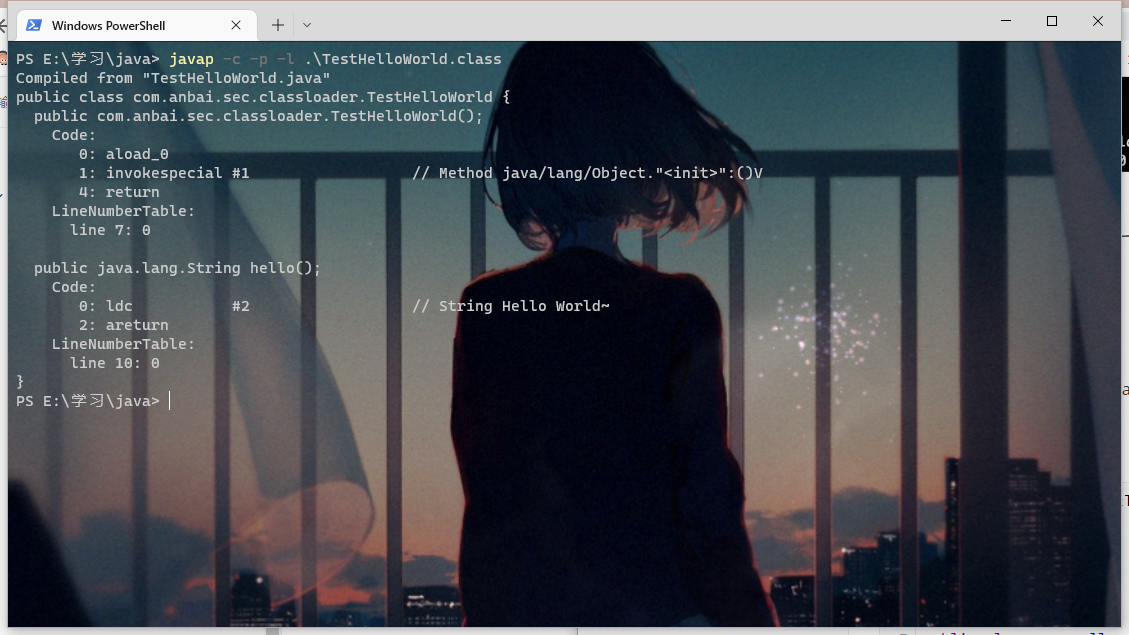 Windows PowerShell
PS E:\学习\java> javap -c -p -l .\TestHelloWorld.class
Compiled from "TestHelloWorld.java"
public class com.anbai.sec.classloader.TestHelloWorld {
  public com.anbai.sec.classloader.TestHelloWorld();
    Code:
       0: aload_0
       1: invokespecial #1                  // Method java/lang/Object."<init>":()V
       4: return
    LineNumberTable:
      line 7: 0

  public java.lang.String hello();
    Code:
       0: ldc           #2                  // String Hello World~
       2: areturn
    LineNumberTable:
      line 10: 0
}
PS E:\学习\java>